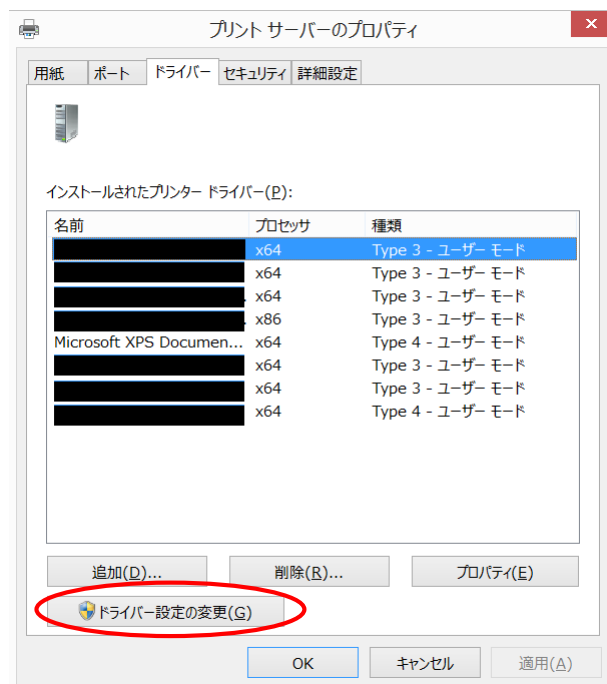 プリント サーバーのプロパティ
用紙 ポート ドライバー セキュリティ 詳細設定
インストールされたプリンター ドライバー(P):
名前 プロセッサ 種類
x64 Type 3 - ユーザー モード
x64 Type 3 - ユーザー モード
x64 Type 3 - ユーザー モード
x86 Type 3 - ユーザー モード
Microsoft XPS Documen... x64 Type 4 - ユーザー モード
x64 Type 3 - ユーザー モード
x64 Type 3 - ユーザー モード
x64 Type 4 - ユーザー モード
追加(D)... 削除(R)... プロパティ(E)
ドライバー設定の変更(G)
OK キャンセル 適用(A)